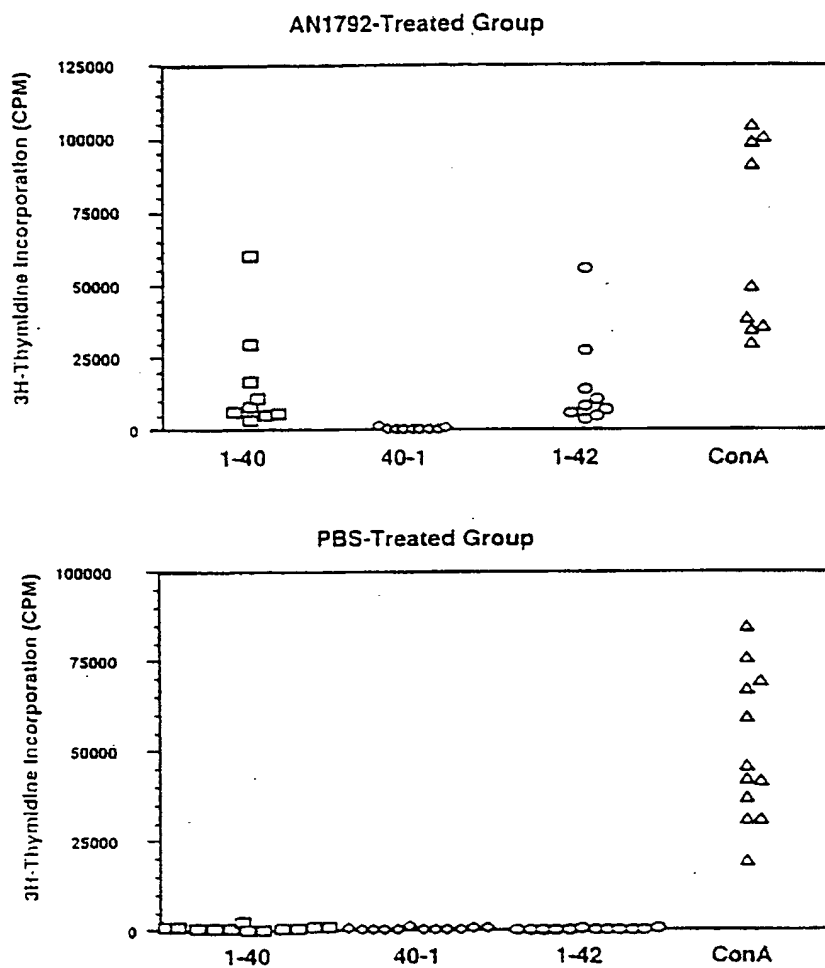 AN1792-Treated Group
3H-Thymidine Incorporation (CPM)
125000
100000
75000
50000
25000
0
1-40
40-1
1-42
ConA
PBS-Treated Group
3H-Thymidine Incorporation (CPM)
100000
75000
50000
25000
0
1-40
40-1
1-42
ConA